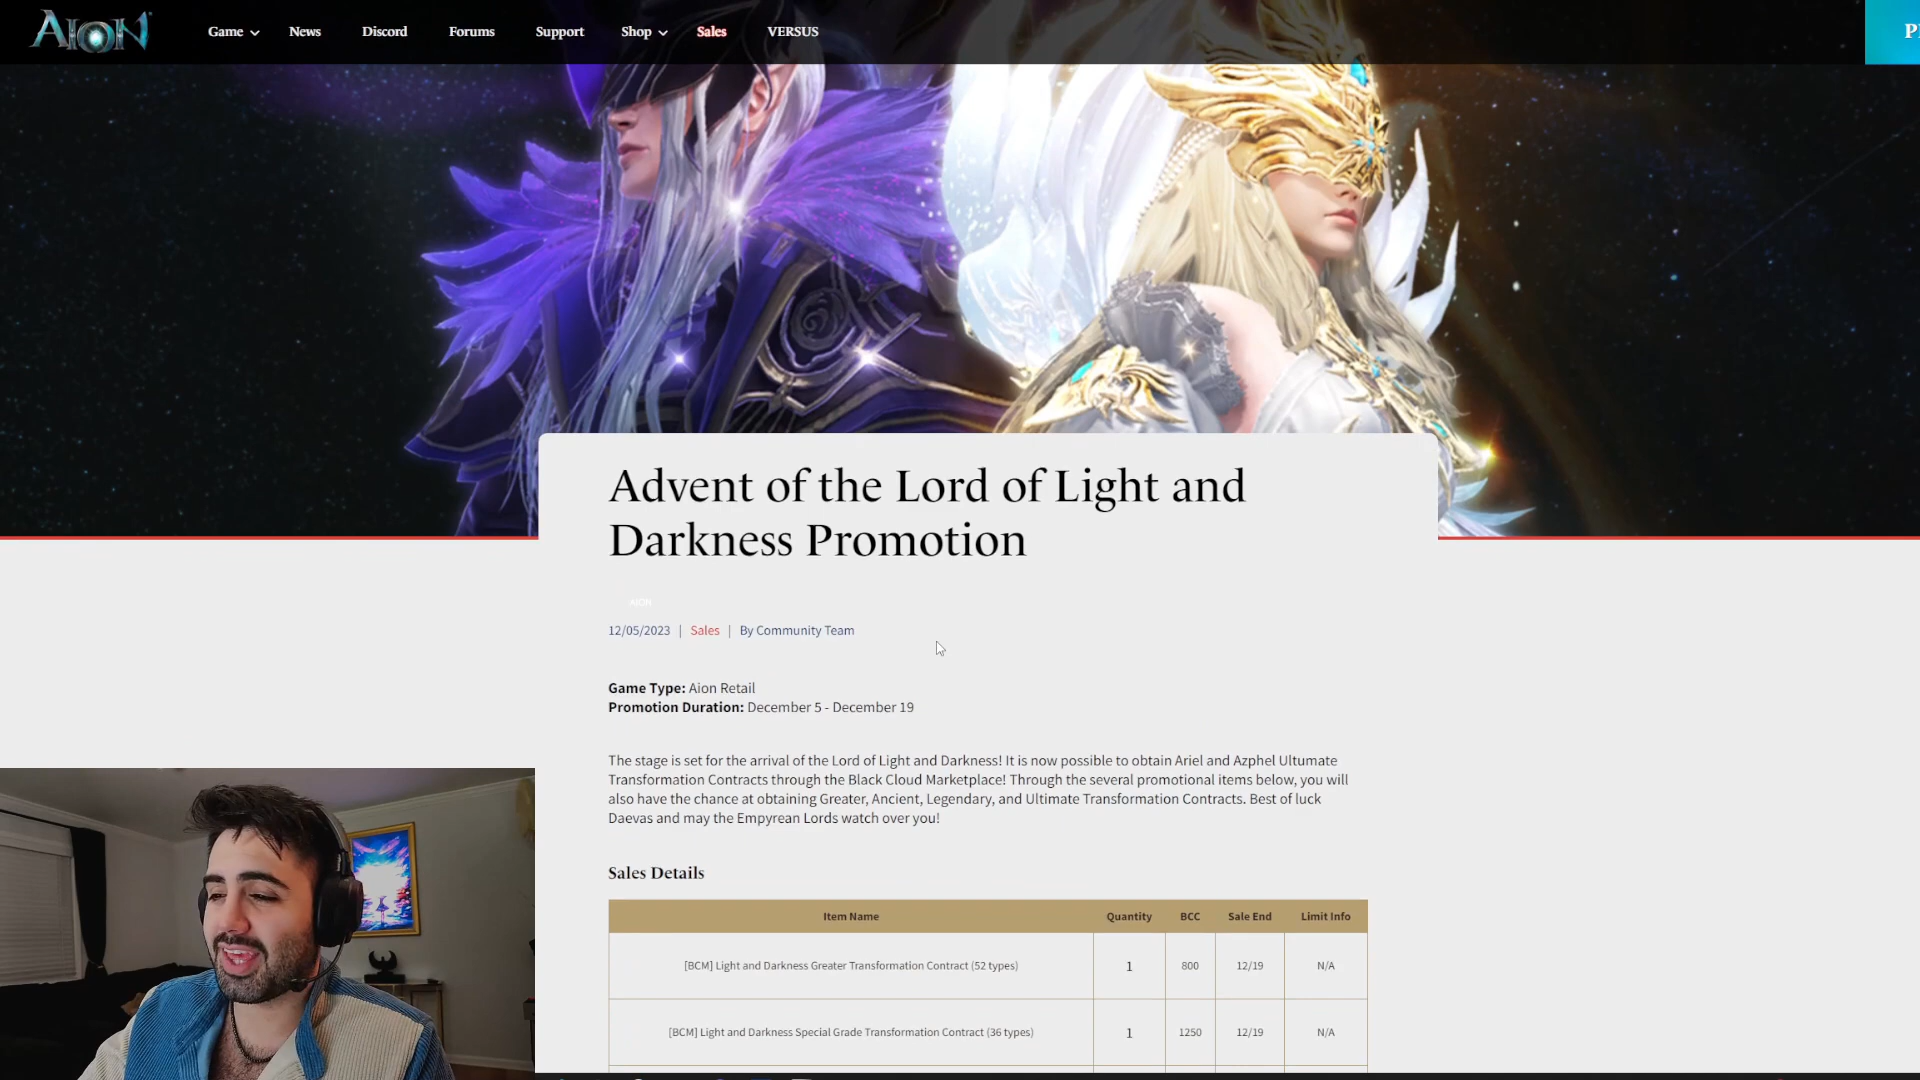 AION
Game
News
Discord
Forums
Support
Shop
Sales
VERSUS
Advent of the Lord of Light and
Darkness Promotion
AION
12/05/2023 | Sales | By Community Team
Game Type: Aion Retail
Promotion Duration: December 5 - December 19
The stage is set for the arrival of the Lord of Light and Darkness! It is now possible to obtain Ariel and Azphel Ultumate
Transformation Contracts through the Black Cloud Marketplace! Through the several promotional items below, you will
also have the chance at obtaining Greater, Ancient, Legendary, and Ultimate Transformation Contracts. Best of luck
Daevas and may the Empyrean Lords watch over you!
Sales Details
Item Name Quantity BCC Sale End Limit Info
[BCM] Light and Darkness Greater Transformation Contract (52 types) 1 800 12/19 N/A
[BCM] Light and Darkness Special Grade Transformation Contract (36 types) 1 1250 12/19 N/A